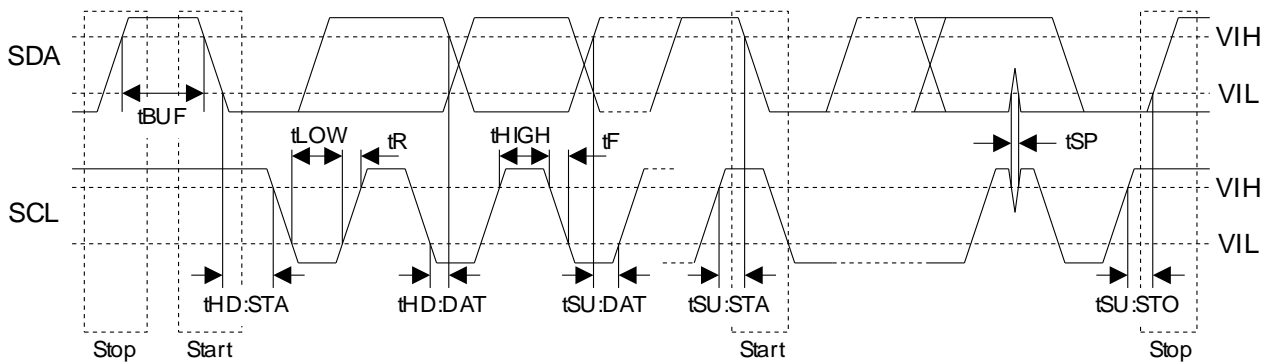 SDA
VIH
VIL
tBUF
tLOW
tR
tHIGH
tF
tSP
SCL
VIH
VIL
tHD:STA
tHD:DAT
tSU:DAT
tSU:STA
tSU:STO
Stop
Start
Start
Stop